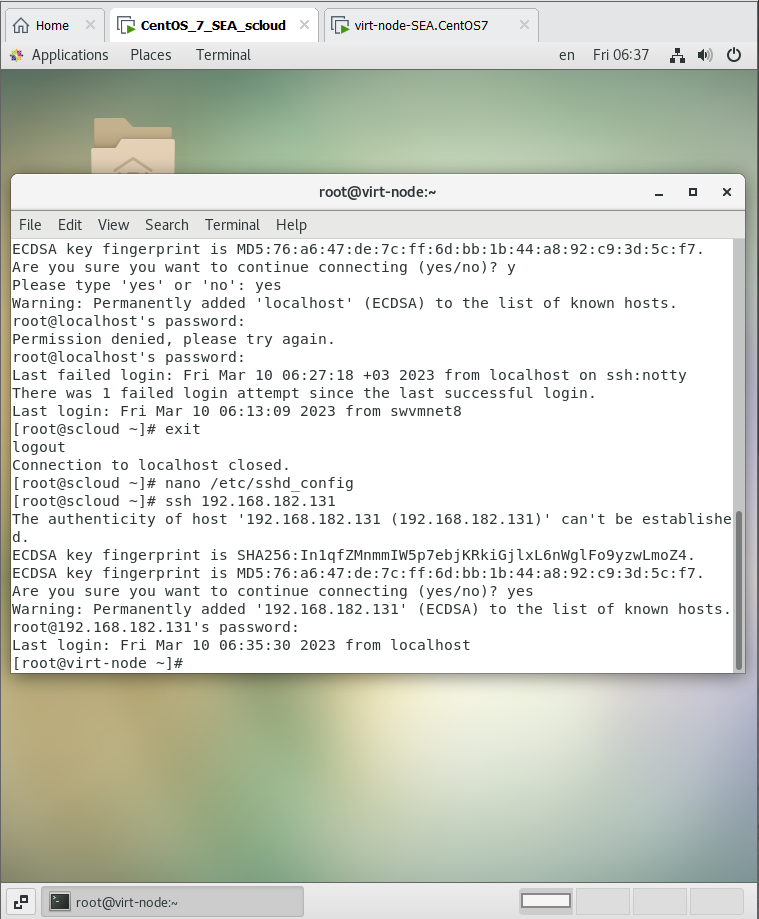 Home
CentOS_7_SEA_scloud
virt-node-SEA.CentOS7
Applications Places Terminal en Fri 06:37
root@virt-node:~
File Edit View Search Terminal Help
ECDSA key fingerprint is MD5:76:a6:47:de:7c:ff:6d:bb:1b:44:a8:92:c9:3d:5c:f7.
Are you sure you want to continue connecting (yes/no)? y
Please type 'yes' or 'no': yes
Warning: Permanently added 'localhost' (ECDSA) to the list of known hosts.
root@localhost's password:
Permission denied, please try again.
root@localhost's password:
Last failed login: Fri Mar 10 06:27:18 +03 2023 from localhost on ssh:notty
There was 1 failed login attempt since the last successful login.
Last login: Fri Mar 10 06:13:09 2023 from swvmnet8
[root@scloud ~]# exit
logout
Connection to localhost closed.
[root@scloud ~]# nano /etc/sshd_config
[root@scloud ~]# ssh 192.168.182.131
The authenticity of host '192.168.182.131 (192.168.182.131)' can't be establishe
d.
ECDSA key fingerprint is SHA256:In1qfZMnmmIW5p7ebjKRkiGjlxL6nWglFo9yzwLmoZ4.
ECDSA key fingerprint is MD5:76:a6:47:de:7c:ff:6d:bb:1b:44:a8:92:c9:3d:5c:f7.
Are you sure you want to continue connecting (yes/no)? yes
Warning: Permanently added '192.168.182.131' (ECDSA) to the list of known hosts.
root@192.168.182.131's password:
Last login: Fri Mar 10 06:35:30 2023 from localhost
[root@virt-node ~]#
root@virt-node:~